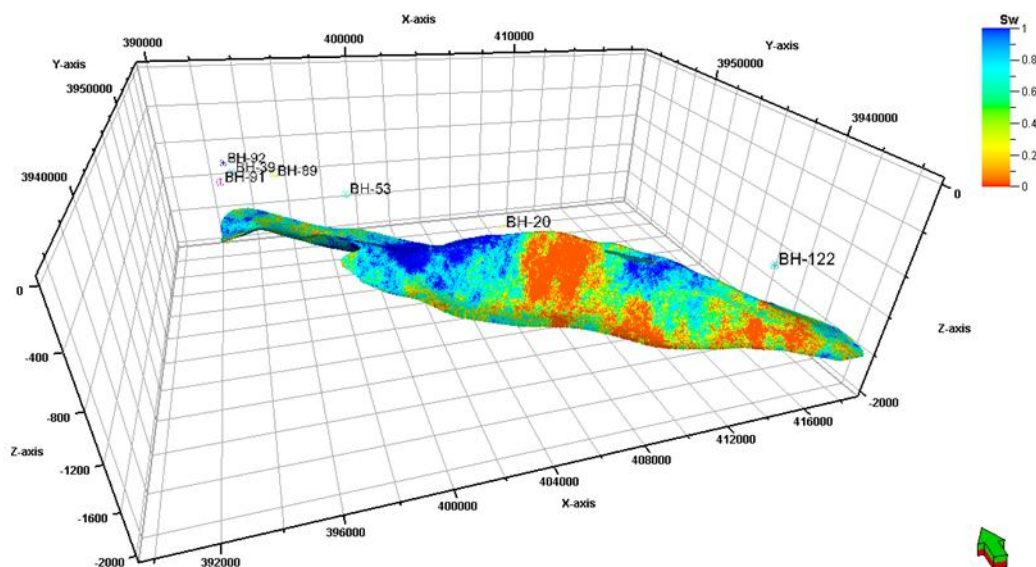 X-axis
390000
400000
410000
Sw
Y-axis
3950000
3940000
Y-axis
3950000
3940000
1
0.8
0.6
0.4
0.2
0
BH-92
BH-39
BH-89
BH-91
BH-53
BH-20
BH-122
0
-400
-800
-1200
-1600
-2000
Z-axis
0
Z-axis
-2000
392000
396000
400000
404000
408000
412000
416000
X-axis